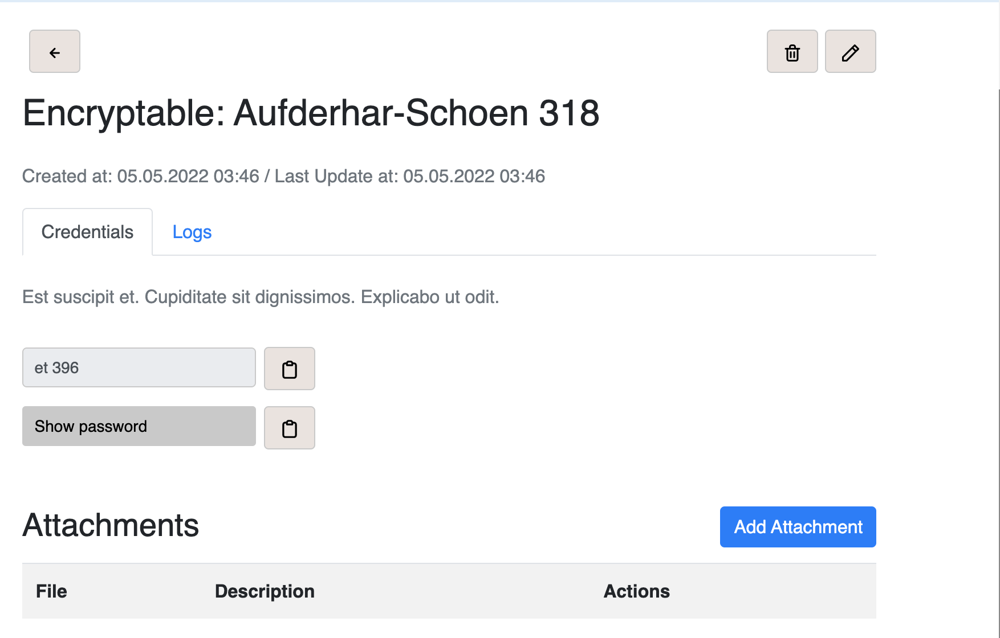 Encryptable: Aufderhar-Schoen 318
Created at: 05.05.2022 03:46 / Last Update at: 05.05.2022 03:46
Credentials Logs
Est suscipit et. Cupiditate sit dignissimos. Explicabo ut odit.
et 396
Show password
Attachments Add Attachment
File Description Actions